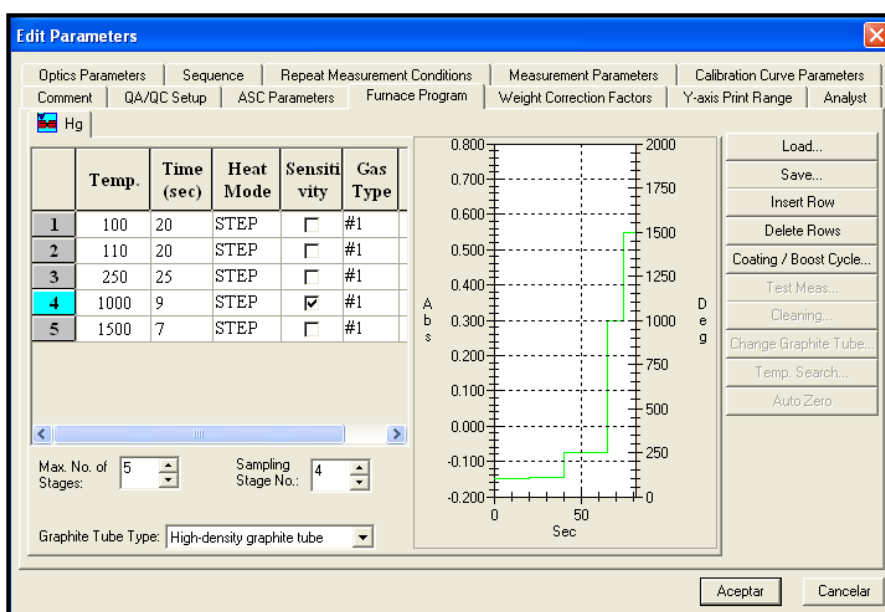 Edit Parameters
Optics Parameters Sequence Repeat Measurement Conditions Measurement Parameters Calibration Curve Parameters
Comment QA/QC Setup ASC Parameters Furnace Program Weight Correction Factors Y-axis Print Range Analyst
Hg
Temp. Time (sec) Heat Mode Sensiti vity Gas Type
1 100 20 STEP #1
2 110 20 STEP #1
3 250 25 STEP #1
4 1000 9 STEP #1
5 1500 7 STEP #1
Max. No. of Stages: 5
Sampling Stage No.: 4
Graphite Tube Type: High-density graphite tube
0.800
0.700
0.600
0.500
0.400
0.300
0.200
0.100
0.000
-0.100
-0.200
Abs
2000
1750
1500
1250
1000
750
500
250
0
Deg
0 50
Sec
Load...
Save...
Insert Row
Delete Rows
Coating / Boost Cycle...
Test Meas...
Cleaning...
Change Graphite Tube...
Temp. Search...
Auto Zero
Aceptar Cancelar